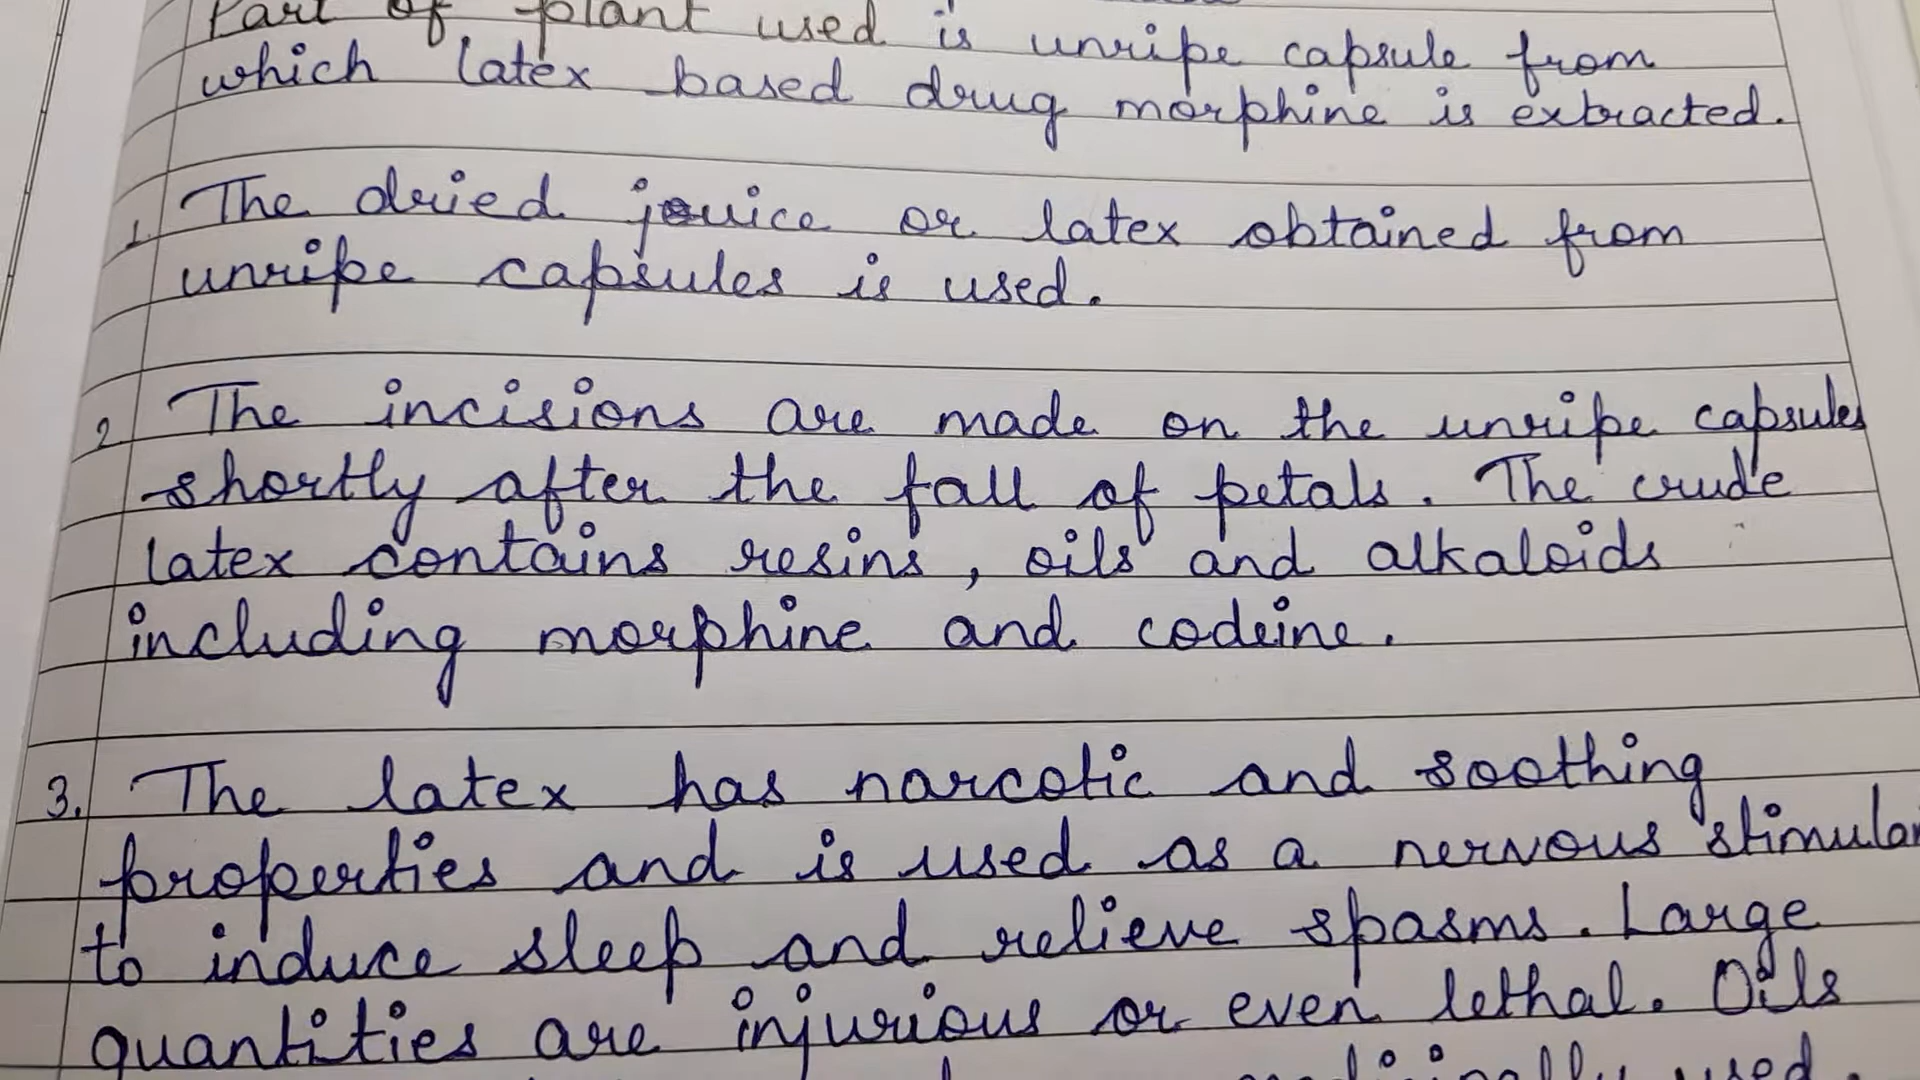 Part of plant used is unripe capsule from
which latex based drug morphine is extracted.
1. The dried jouice or latex obtained from
unripe capsules is used.
2 The incisions are made on the unripe capsules
shortly after the fall of petals. The crude
latex contains resins, oils and alkaloids
including morphine and codeine.
3. The latex has narcotic and soothing
properties and is used as a nervous stimulan
to induce sleep and relieve spasms. Large
quantities are injurious or even lethal. Oils
used.